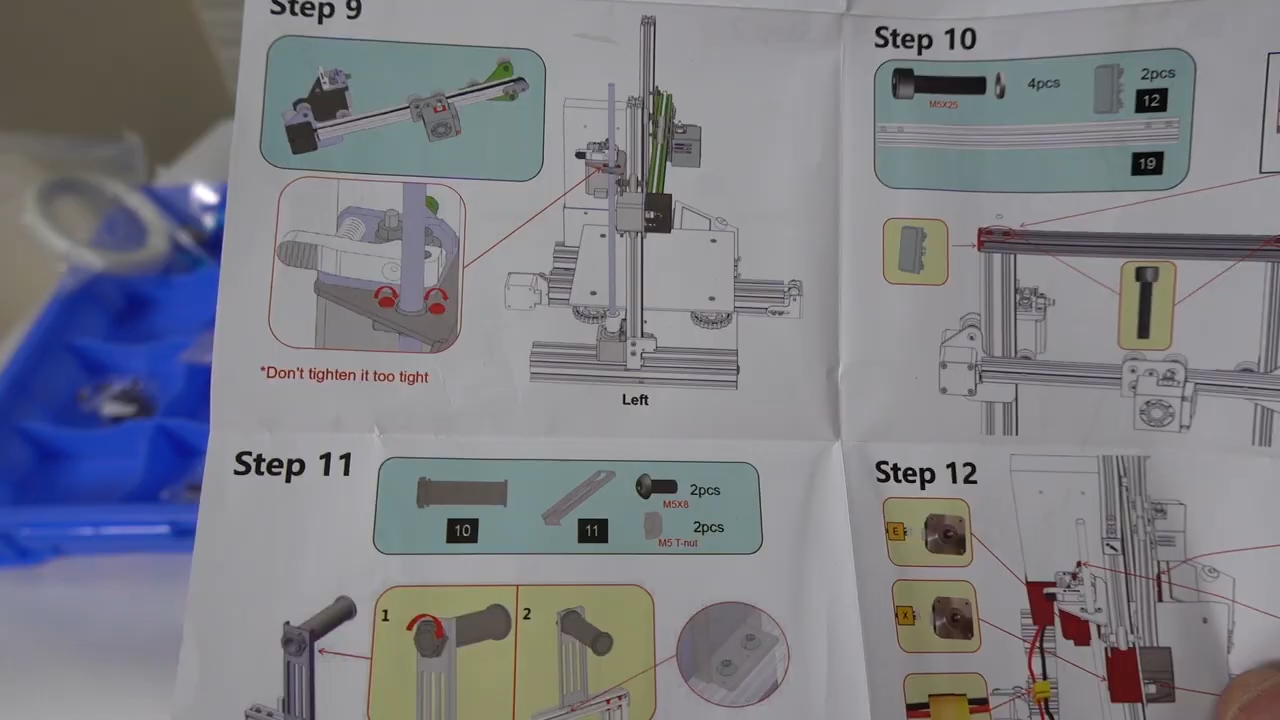 Step 9
*Don't tighten it too tight
Left
Step 10
M5X25
4pcs
2pcs
12
19
Step 11
10
11
2pcs
M5X8
2pcs
M5 T-nut
1
2
Step 12
E
X